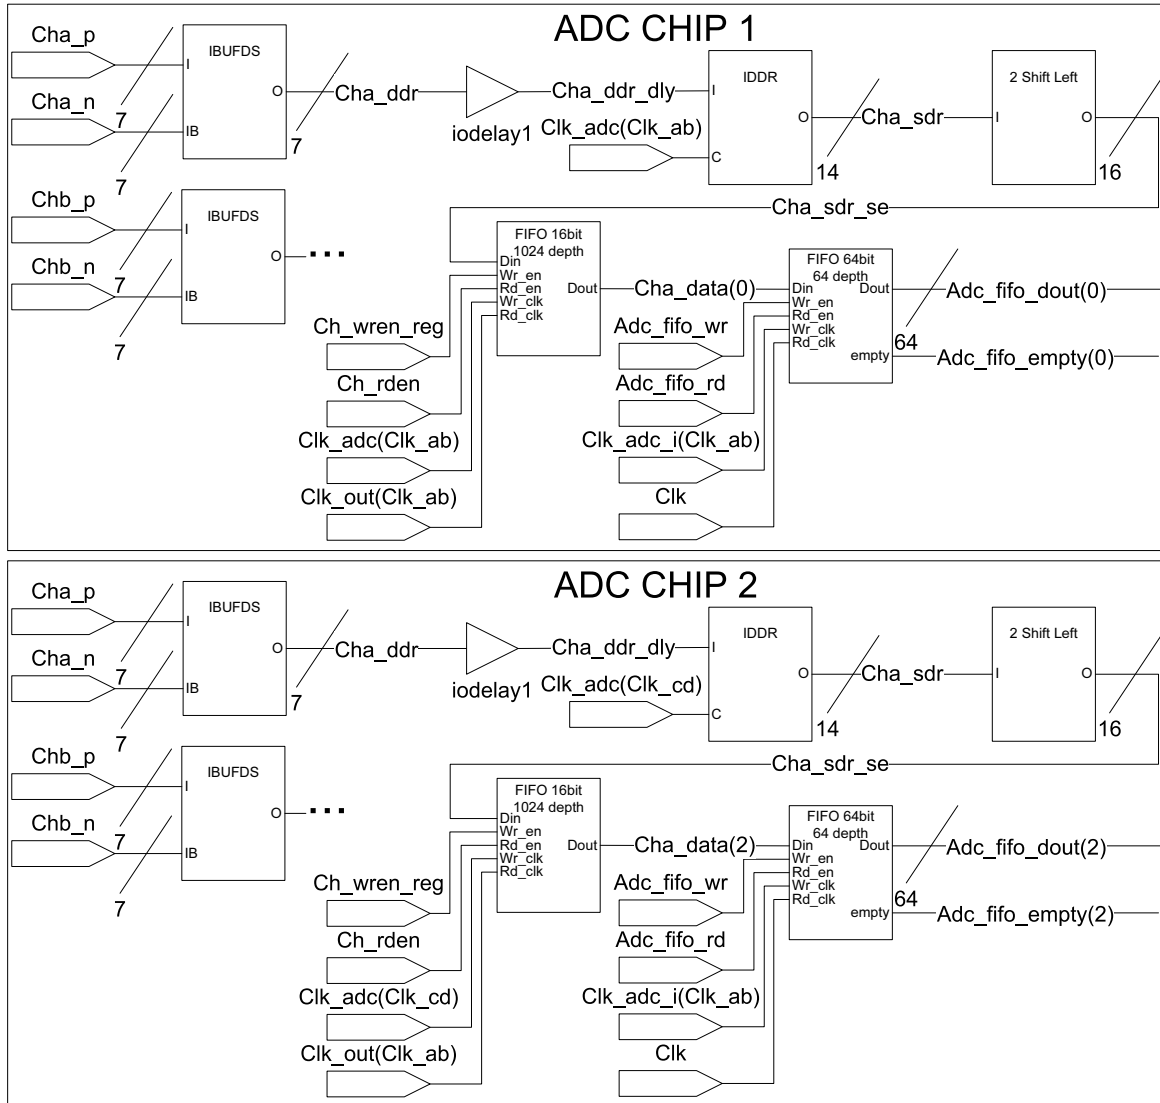 ADC CHIP 1
Cha_p
IBUFDS
I
O
Cha_n
IB
7
7
7
Cha_ddr
iodelay1
Cha_ddr_dly
Clk_adc(Clk_ab)
IDDR
I
O
C
14
Cha_sdr
2 Shift Left
I
O
16
Cha_sdr_se
Chb_p
IBUFDS
I
O
...
Chb_n
IB
7
7
FIFO 16bit
1024 depth
Din
Wr_en
Rd_en
Dout
Wr_clk
Rd_clk
Ch_wren_reg
Ch_rden
Clk_adc(Clk_ab)
Clk_out(Clk_ab)
Cha_data(0)
FIFO 64bit
64 depth
Din
Dout
Wr_en
Rd_en
Wr_clk
Rd_clk
empty
64
Adc_fifo_wr
Adc_fifo_rd
Clk_adc_i(Clk_ab)
Clk
Adc_fifo_dout(0)
Adc_fifo_empty(0)
ADC CHIP 2
Cha_p
IBUFDS
I
O
Cha_n
IB
7
7
7
Cha_ddr
iodelay1
Cha_ddr_dly
Clk_adc(Clk_cd)
IDDR
I
O
C
14
Cha_sdr
2 Shift Left
I
O
16
Cha_sdr_se
Chb_p
IBUFDS
I
O
...
Chb_n
IB
7
7
FIFO 16bit
1024 depth
Din
Wr_en
Rd_en
Dout
Wr_clk
Rd_clk
Ch_wren_reg
Ch_rden
Clk_adc(Clk_cd)
Clk_out(Clk_ab)
Cha_data(2)
FIFO 64bit
64 depth
Din
Dout
Wr_en
Rd_en
Wr_clk
Rd_clk
empty
64
Adc_fifo_wr
Adc_fifo_rd
Clk_adc_i(Clk_ab)
Clk
Adc_fifo_dout(2)
Adc_fifo_empty(2)